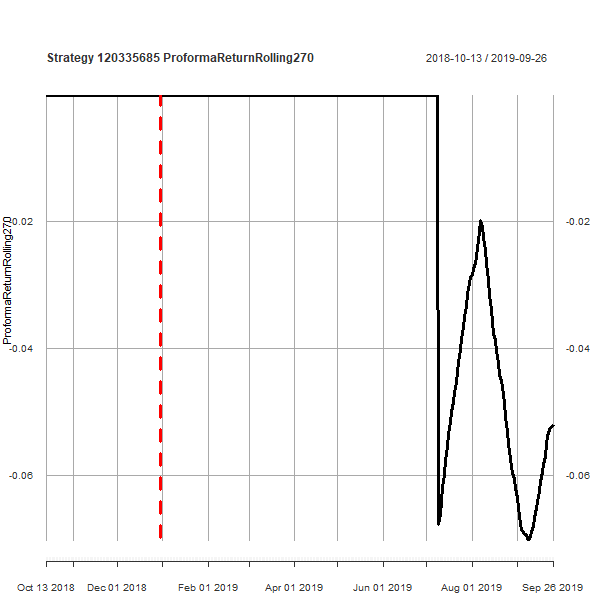 Strategy 120335685 ProformaReturnRolling270
2018-10-13 / 2019-09-26
ProformaReturnRolling270
-0.02
-0.02
-0.04
-0.04
-0.06
-0.06
Oct 13 2018 Dec 01 2018 Feb 01 2019 Apr 01 2019 Jun 01 2019 Aug 01 2019 Sep 26 2019